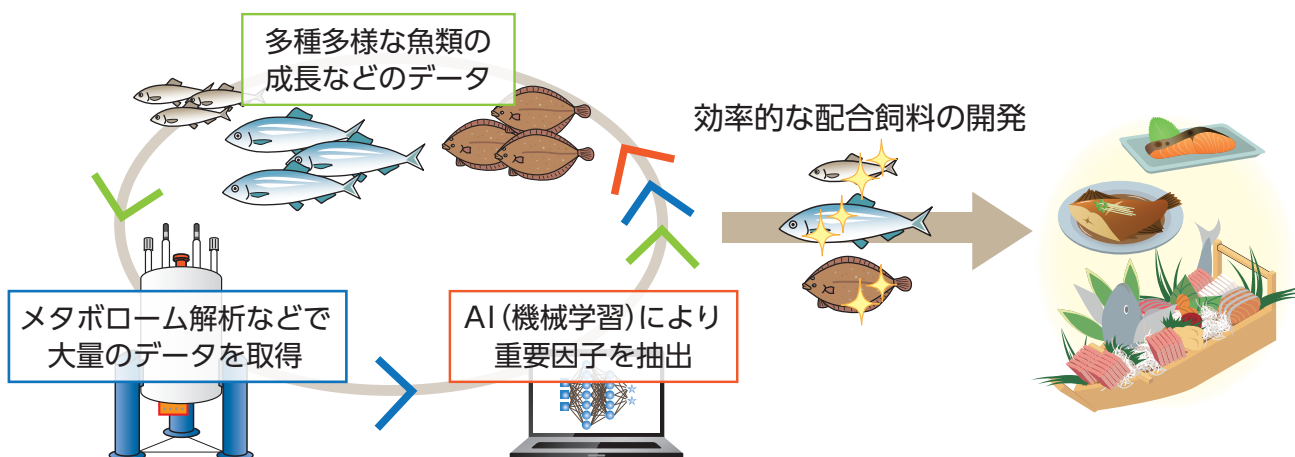 多種多様な魚類の
成長などのデータ
効率的な配合飼料の開発
メタボローム解析などで
大量のデータを取得
AI(機械学習)により
重要因子を抽出